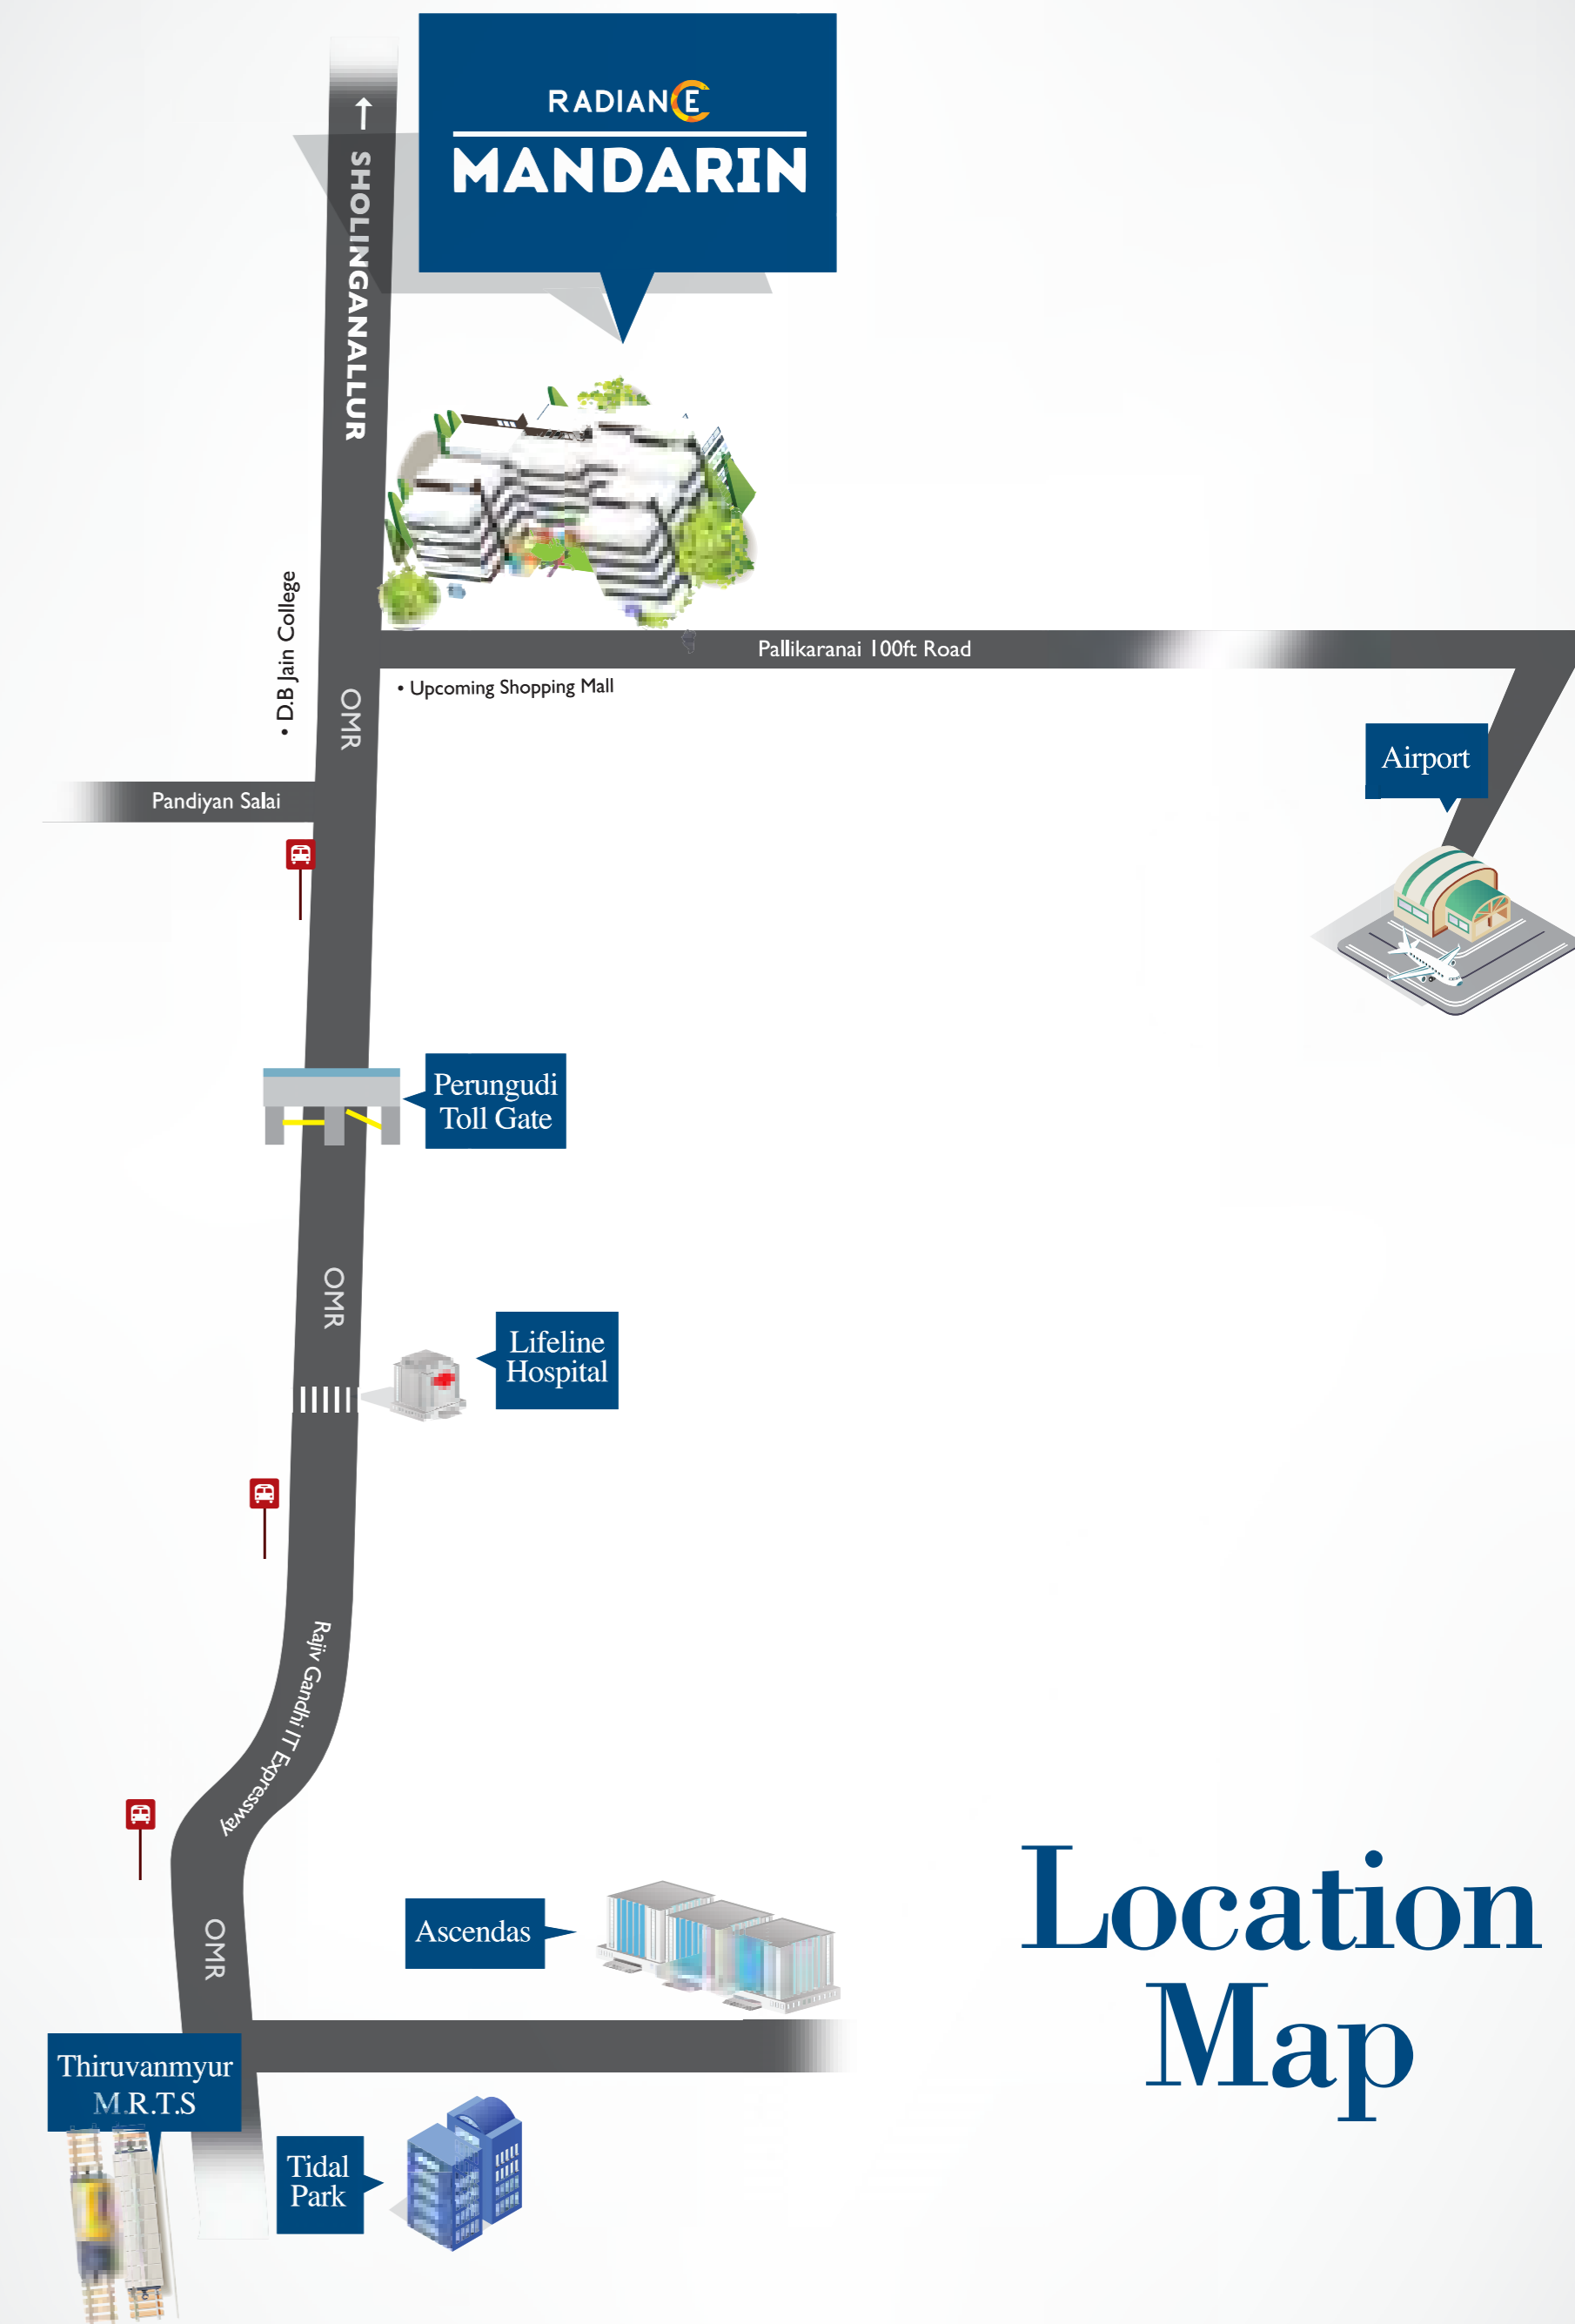 RADIANCE
MANDARIN
← SHOLINGANALLUR
• D.B Jain College
Pallikaranai 100ft Road
• Upcoming Shopping Mall
OMR
Airport
Pandiyan Salai
Perungudi
Toll Gate
OMR
Lifeline
Hospital
Rajiv Gandhi IT Expressway
Ascendas
OMR
Location
Map
Thiruvanmyur
M.R.T.S
Tidal
Park